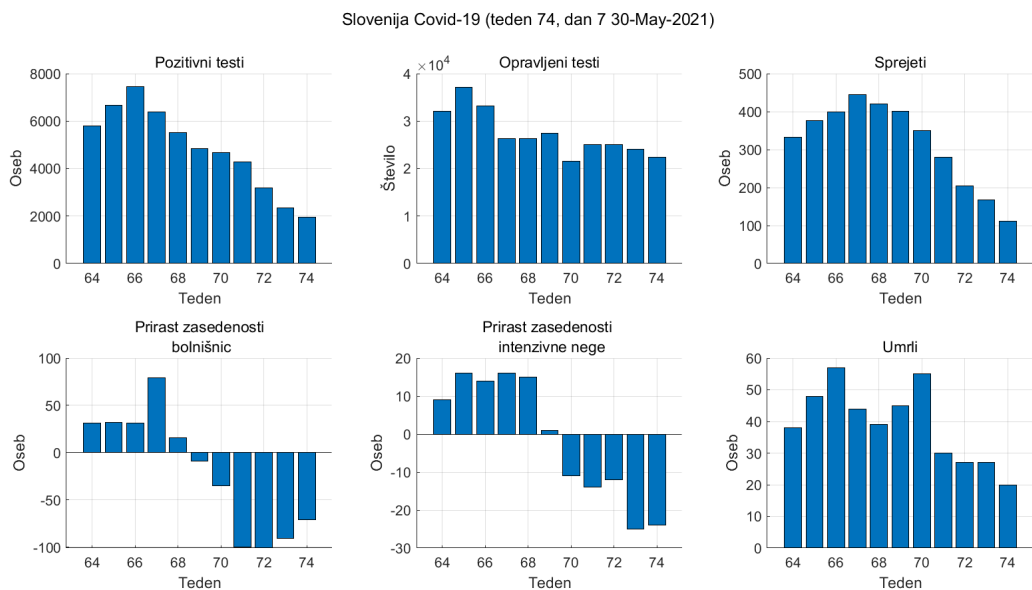 Slovenija Covid-19 (teden 74, dan 7 30-May-2021)
Pozitivni testi
8000
6000
4000
2000
0
Oseb
64 66 68 70 72 74
Teden
Opravljeni testi
×10⁴
4
3
2
1
0
Število
64 66 68 70 72 74
Teden
Sprejeti
500
400
300
200
100
0
Oseb
64 66 68 70 72 74
Teden
Prirast zasedenosti
bolnišnic
100
50
0
-50
-100
Oseb
64 66 68 70 72 74
Teden
Prirast zasedenosti
intenzivne nege
20
10
0
-10
-20
-30
Oseb
64 66 68 70 72 74
Teden
Umrli
60
50
40
30
20
10
0
Oseb
64 66 68 70 72 74
Teden